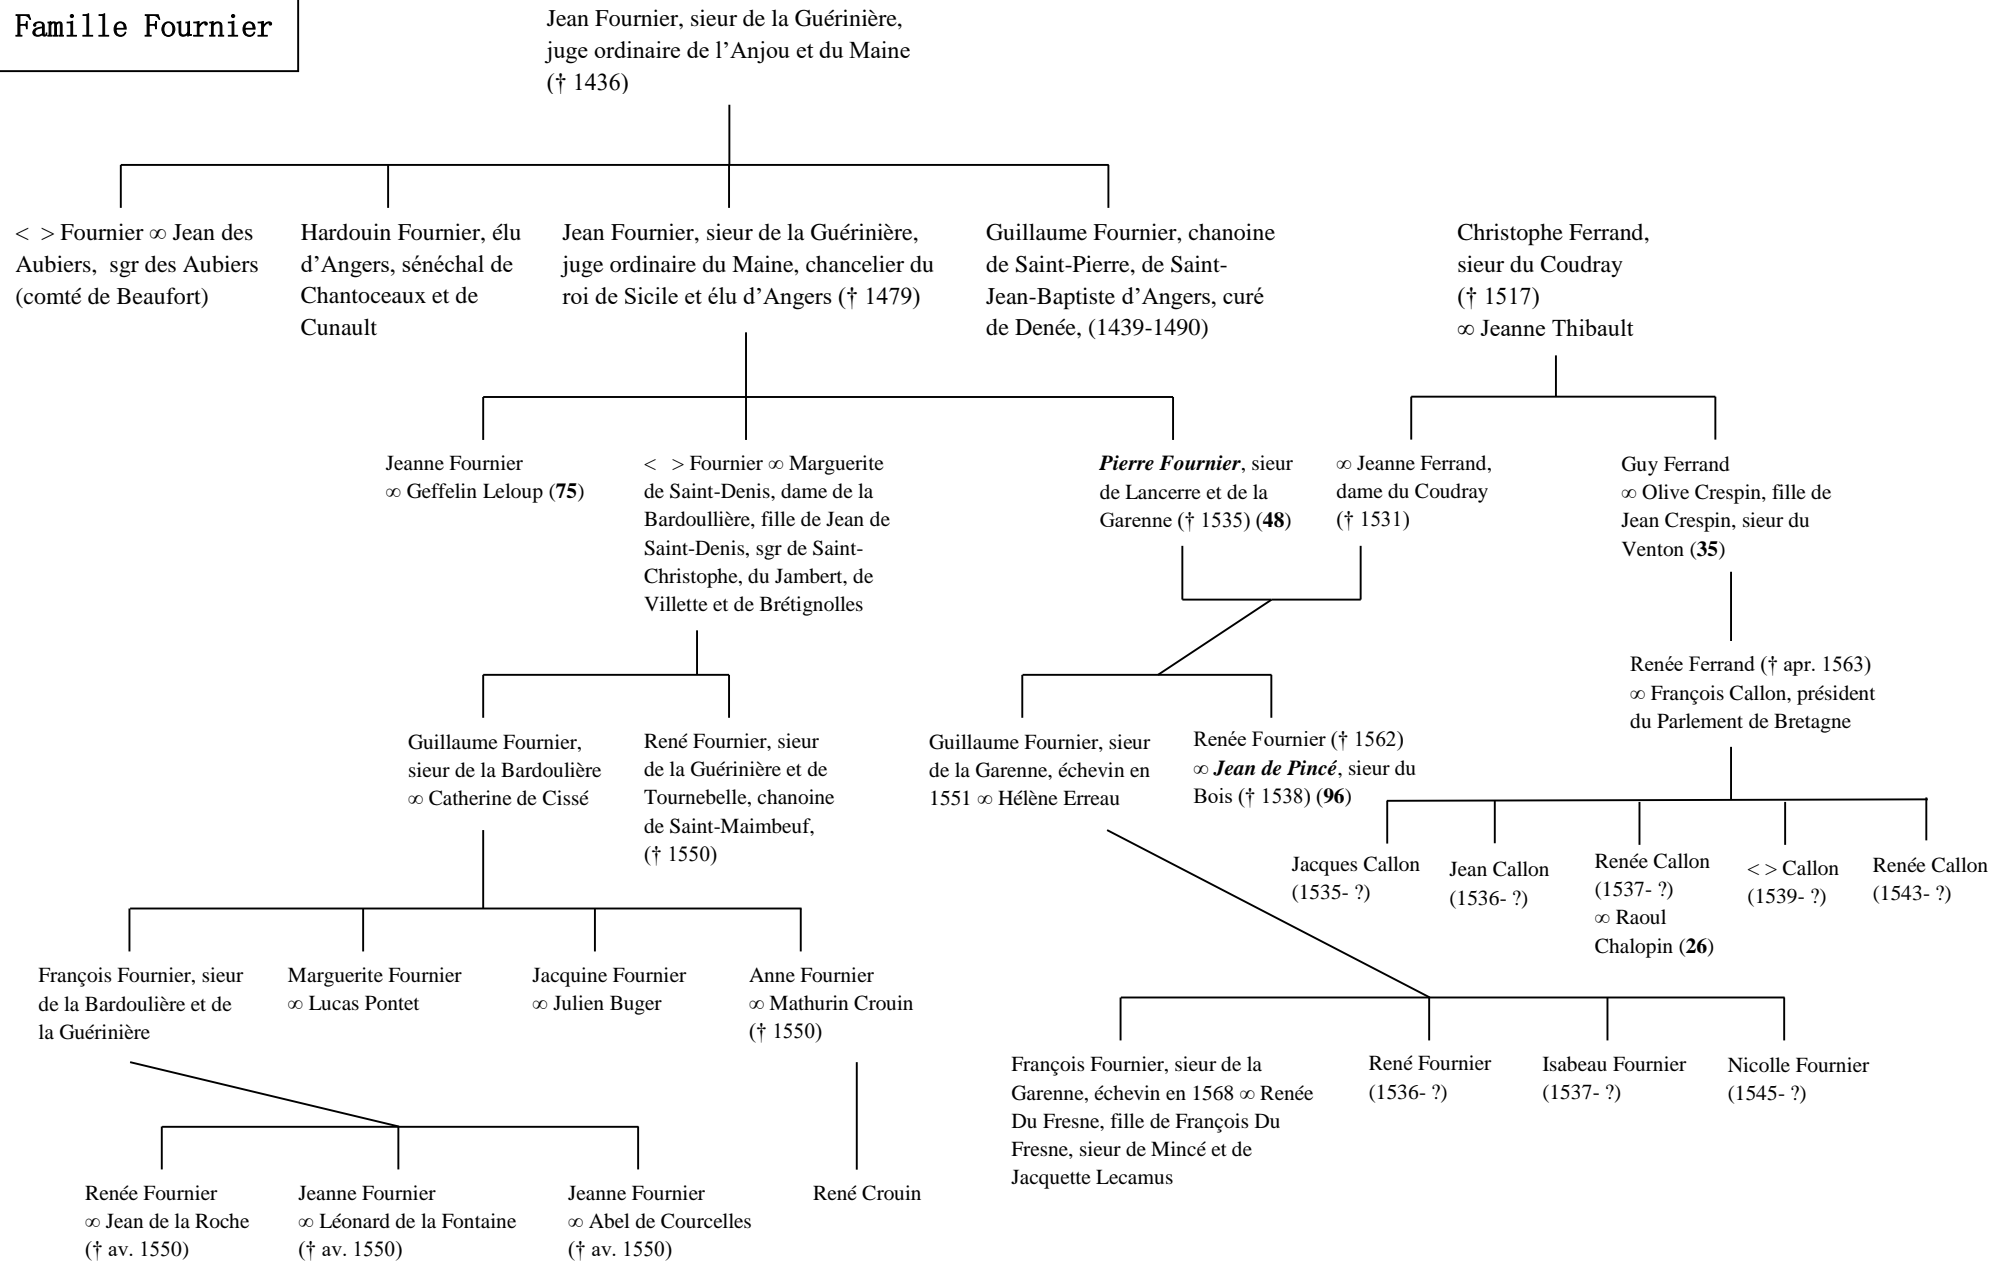 Famille Fournier
Jean Fournier, sieur de la Guérinière,
juge ordinaire de l’Anjou et du Maine
(† 1436)
< > Fournier ∞ Jean des
Aubiers, sgr des Aubiers
(comté de Beaufort)
Hardouin Fournier, élu
d’Angers, sénéchal de
Chantoceaux et de
Cunault
Jean Fournier, sieur de la Guérinière,
juge ordinaire du Maine, chancelier du
roi de Sicile et élu d’Angers († 1479)
Guillaume Fournier, chanoine
de Saint-Pierre, de Saint-
Jean-Baptiste d’Angers, curé
de Denée, (1439-1490)
Christophe Ferrand,
sieur du Coudray
(† 1517)
∞ Jeanne Thibault
Jeanne Fournier
∞ Geffelin Leloup (75)
< > Fournier ∞ Marguerite
de Saint-Denis, dame de la
Bardoullière, fille de Jean de
Saint-Denis, sgr de Saint-
Christophe, du Jambert, de
Villette et de Brétignolles
Pierre Fournier, sieur
de Lancerre et de la
Garenne († 1535) (48)
∞ Jeanne Ferrand,
dame du Coudray
(† 1531)
Guy Ferrand
∞ Olive Crespin, fille de
Jean Crespin, sieur du
Venton (35)
Renée Ferrand († apr. 1563)
∞ François Callon, président
du Parlement de Bretagne
Guillaume Fournier,
sieur de la Bardoulière
∞ Catherine de Cissé
René Fournier, sieur
de la Guérinière et de
Tournebelle, chanoine
de Saint-Maimbeuf,
(† 1550)
Guillaume Fournier, sieur
de la Garenne, échevin en
1551 ∞ Hélène Erreau
Renée Fournier († 1562)
∞ Jean de Pincé, sieur du
Bois († 1538) (96)
Jacques Callon
(1535- ?)
Jean Callon
(1536- ?)
Renée Callon
(1537- ?)
∞ Raoul
Chalopin (26)
< > Callon
(1539- ?)
Renée Callon
(1543- ?)
François Fournier, sieur
de la Bardoulière et de
la Guérinière
Marguerite Fournier
∞ Lucas Pontet
Jacquine Fournier
∞ Julien Buger
Anne Fournier
∞ Mathurin Crouin
(† 1550)
François Fournier, sieur de la
Garenne, échevin en 1568 ∞ Renée
Du Fresne, fille de François Du
Fresne, sieur de Mincé et de
Jacquette Lecamus
René Fournier
(1536- ?)
Isabeau Fournier
(1537- ?)
Nicolle Fournier
(1545- ?)
Renée Fournier
∞ Jean de la Roche
(† av. 1550)
Jeanne Fournier
∞ Léonard de la Fontaine
(† av. 1550)
Jeanne Fournier
∞ Abel de Courcelles
(† av. 1550)
René Crouin